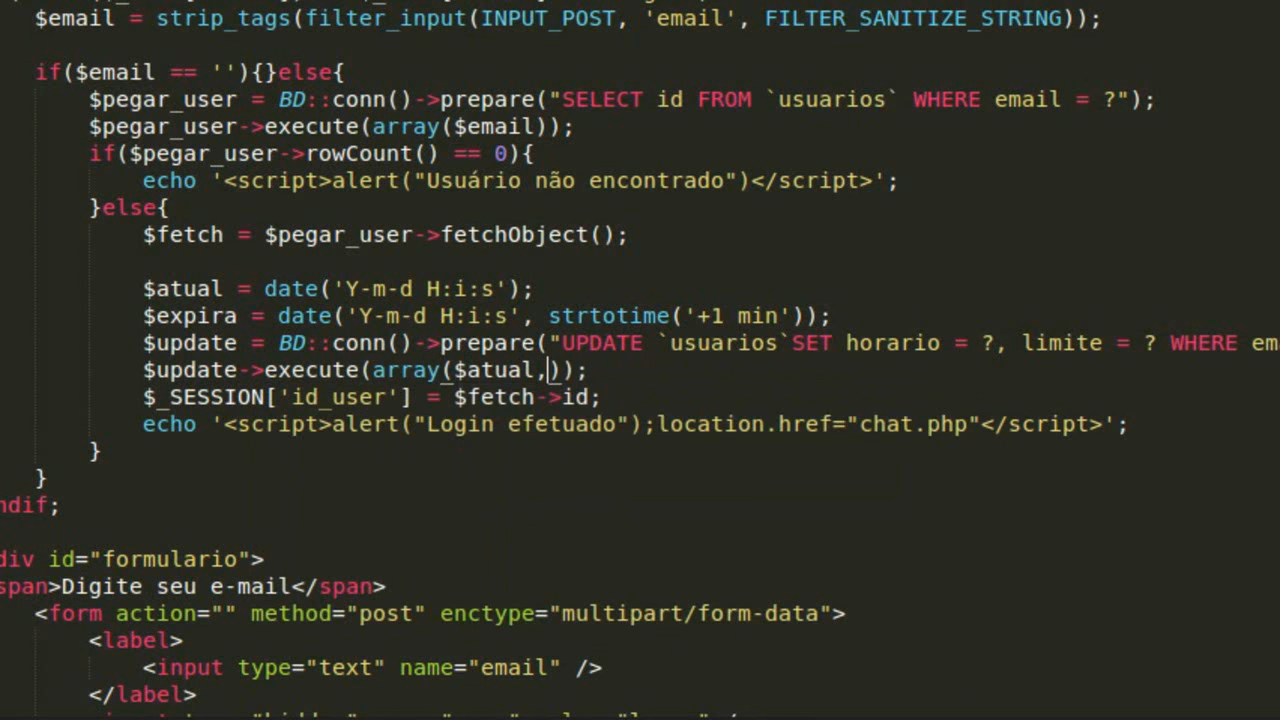 $email = strip_tags(filter_input(INPUT_POST, 'email', FILTER_SANITIZE_STRING));
if($email == ''){}else{
$pegar_user = BD::conn()->prepare("SELECT id FROM `usuarios` WHERE email = ?");
$pegar_user->execute(array($email));
if($pegar_user->rowCount() == 0){
echo '<script>alert("Usuário não encontrado")</script>';
}else{
$fetch = $pegar_user->fetchObject();
$atual = date('Y-m-d H:i:s');
$expira = date('Y-m-d H:i:s', strtotime('+1 min'));
$update = BD::conn()->prepare("UPDATE `usuarios`SET horario = ?, limite = ? WHERE em
$update->execute(array($atual,));
$_SESSION['id_user'] = $fetch->id;
echo '<script>alert("Login efetuado");location.href="chat.php"</script>';
}
}
ndif;
div id="formulario">
span>Digite seu e-mail</span>
<form action="" method="post" enctype="multipart/form-data">
<label>
<input type="text" name="email" />
</label>